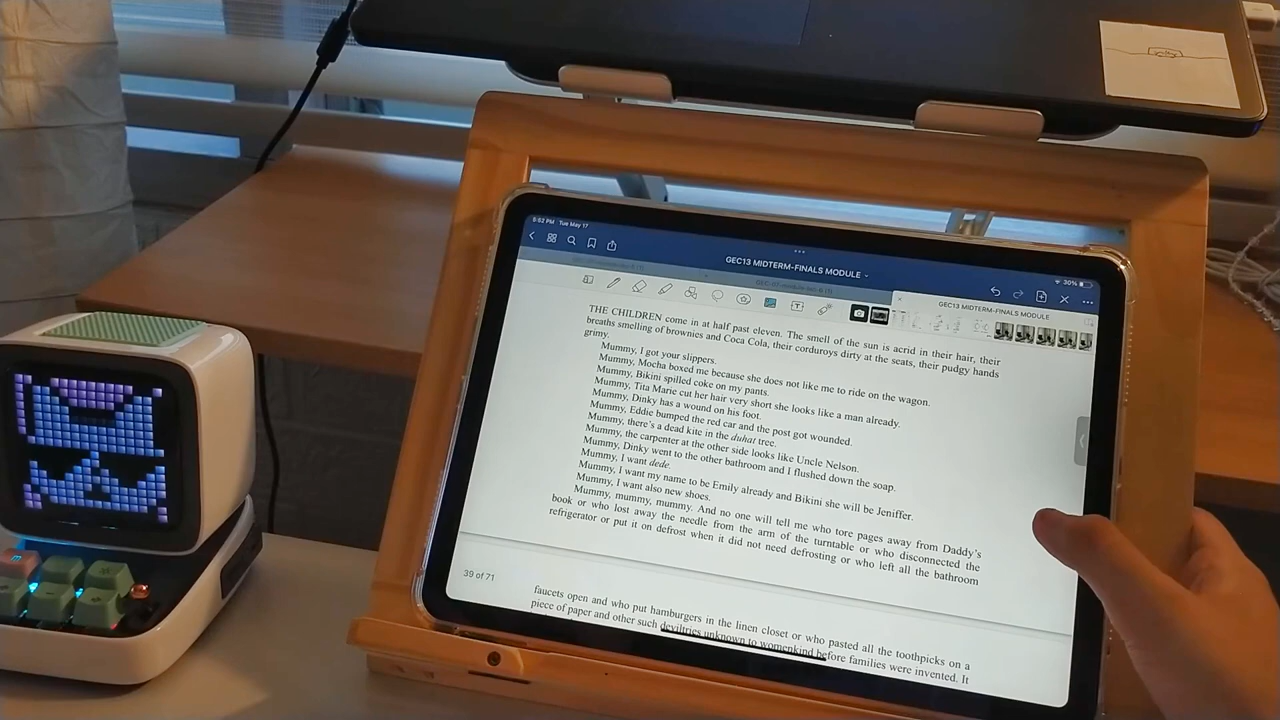 5:52 PM Tue May 17
30%
GEC13 MIDTERM-FINALS MODULE
GEC13 MIDTERM-FINALS MODULE
THE CHILDREN come in at half past eleven. The smell of the sun is acrid in their hair, their
breaths smelling of brownies and Coca Cola, their corduroys dirty at the seats, their pudgy hands
grimy.
Mummy, I got your slippers.
Mummy, Mocha boxed me because she does not like me to ride on the wagon.
Mummy, Bikini spilled coke on my pants.
Mummy, Tita Marie cut her hair very short she looks like a man already.
Mummy, Dinky has a wound on his foot.
Mummy, Eddie bumped the red car and the post got wounded.
Mummy, there's a dead kite in the duhat tree.
Mummy, the carpenter at the other side looks like Uncle Nelson.
Mummy, Dinky went to the other bathroom and I flushed down the soap.
Mummy, I want dede.
Mummy, I want my name to be Emily already and Bikini she will be Jeniffer.
Mummy, I want also new shoes.
Mummy, mummy, mummy. And no one will tell me who tore pages away from Daddy's
book or who lost away the needle from the arm of the turntable or who disconnected the
refrigerator or put it on defrost when it did not need defrosting or who left all the bathroom
39 of 71
faucets open and who put hamburgers in the linen closet or who pasted all the toothpicks on a
piece of paper and other such deviltries unknown to womenkind before families were invented. It